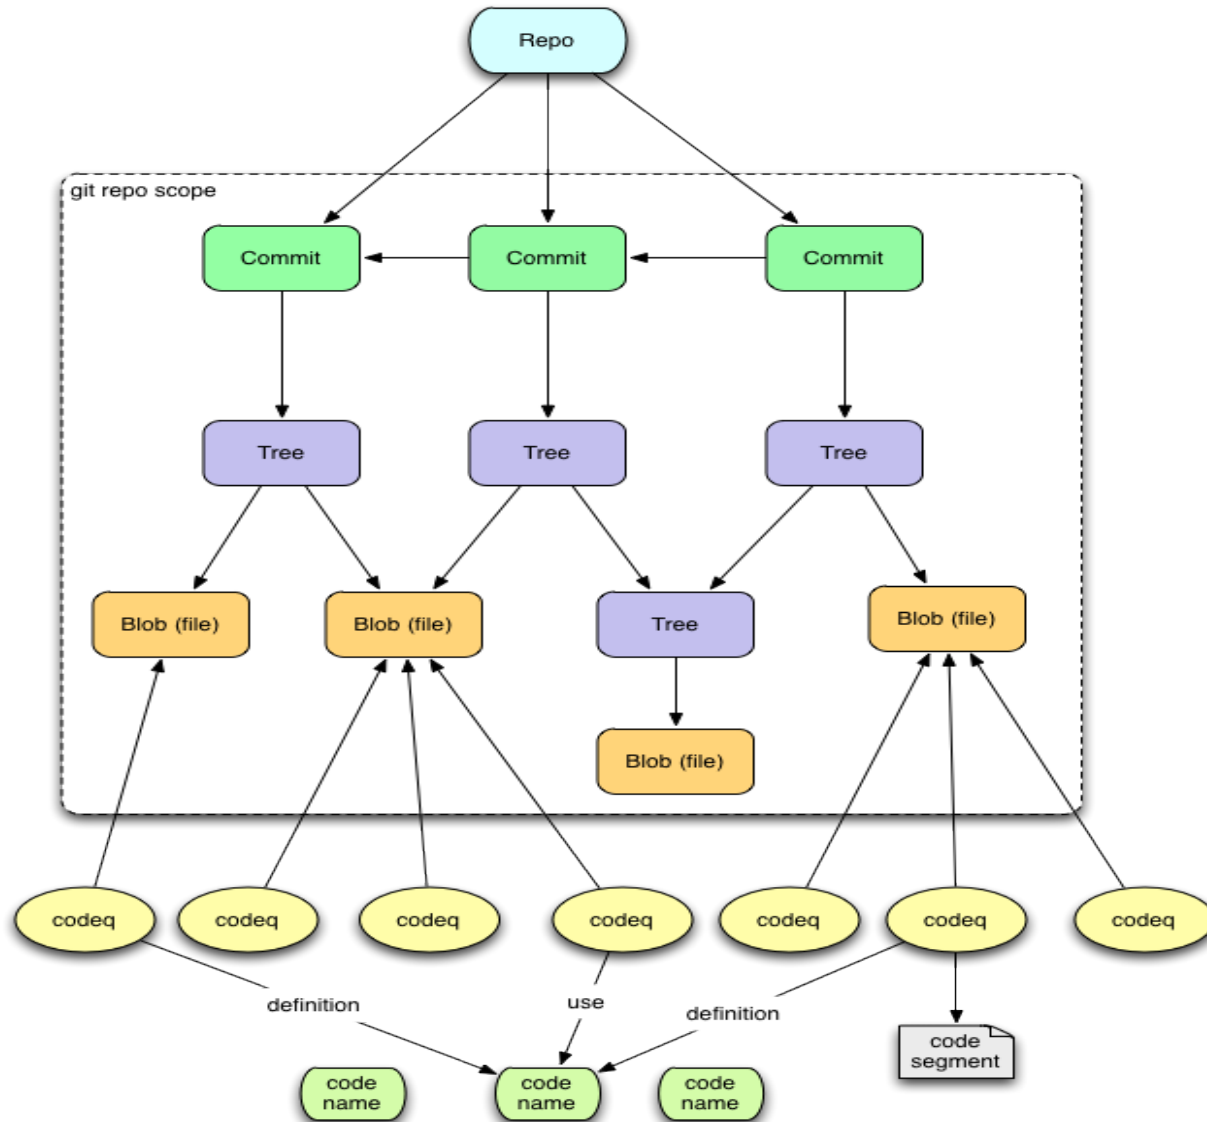 Repo
git repo scope
Commit
Commit
Commit
Tree
Tree
Tree
Blob (file)
Blob (file)
Tree
Blob (file)
Blob (file)
codeq
codeq
codeq
codeq
codeq
codeq
codeq
definition
use
definition
code
segment
code
name
code
name
code
name